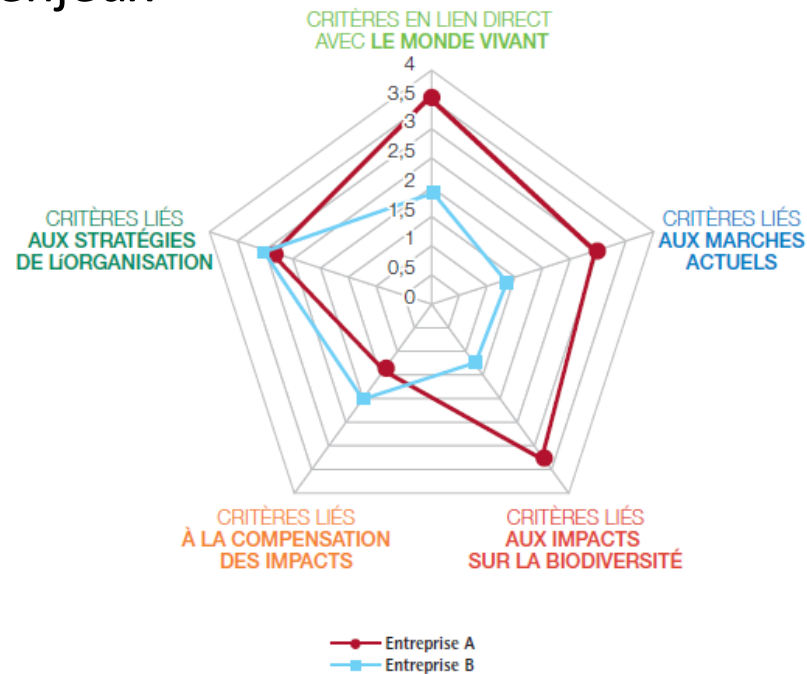 enjeux
CRITÈRES EN LIEN DIRECT
AVEC LE MONDE VIVANT
4
3,5
3
2,5
2
1,5
1
0,5
0
CRITÈRES LIÉS
AUX STRATÉGIES
DE LíORGANISATION
CRITÈRES LIÉS
AUX MARCHES
ACTUELS
CRITÈRES LIÉS
À LA COMPENSATION
DES IMPACTS
CRITÈRES LIÉS
AUX IMPACTS
SUR LA BIODIVERSITÉ
Entreprise A
Entreprise B